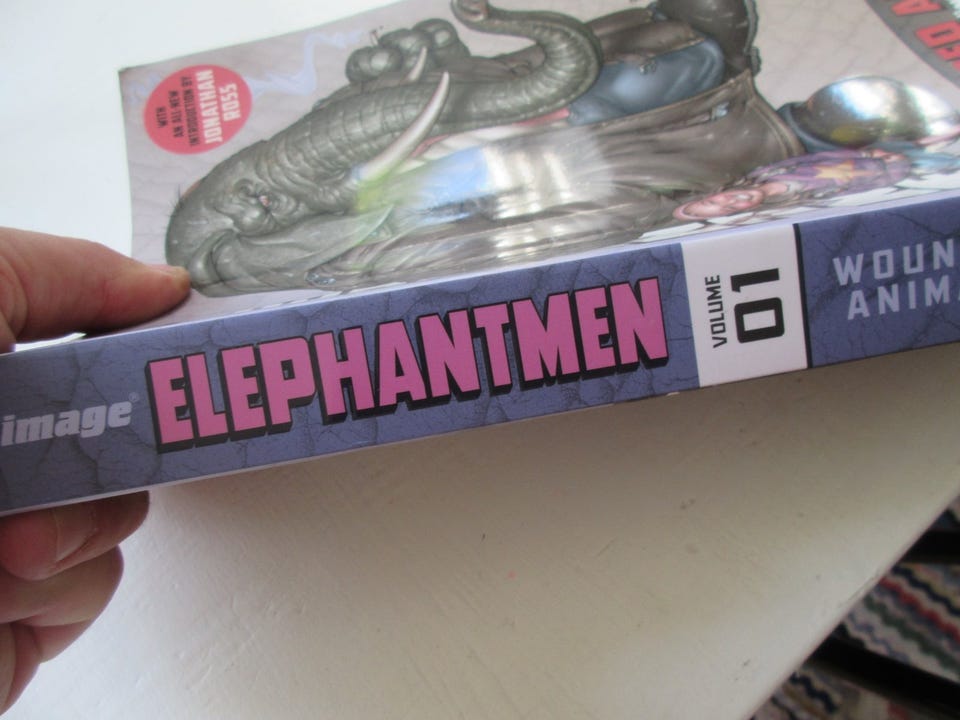 WITH
AN ALL-NEW
INTRODUCTION BY
JONATHAN
ROSS
image®
ELEPHANTMEN
VOLUME
01
WOUN
ANIMA